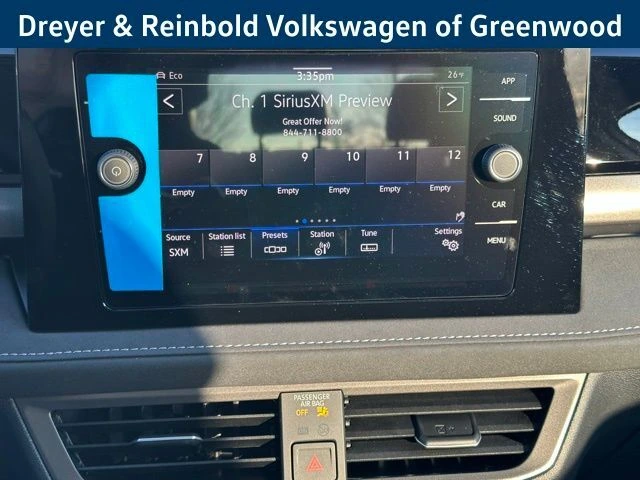 Dreyer & Reinbold Volkswagen of Greenwood
Eco 3:35pm 26°F
APP
< Ch. 1 SiriusXM Preview >
Great Offer Now!
844-711-8800
SOUND
7 8 9 10 11 12
Empty Empty Empty Empty Empty Empty
CAR
Source Station list Presets Station Tune Settings
SXM
MENU
PASSENGER
AIR BAG
OFF